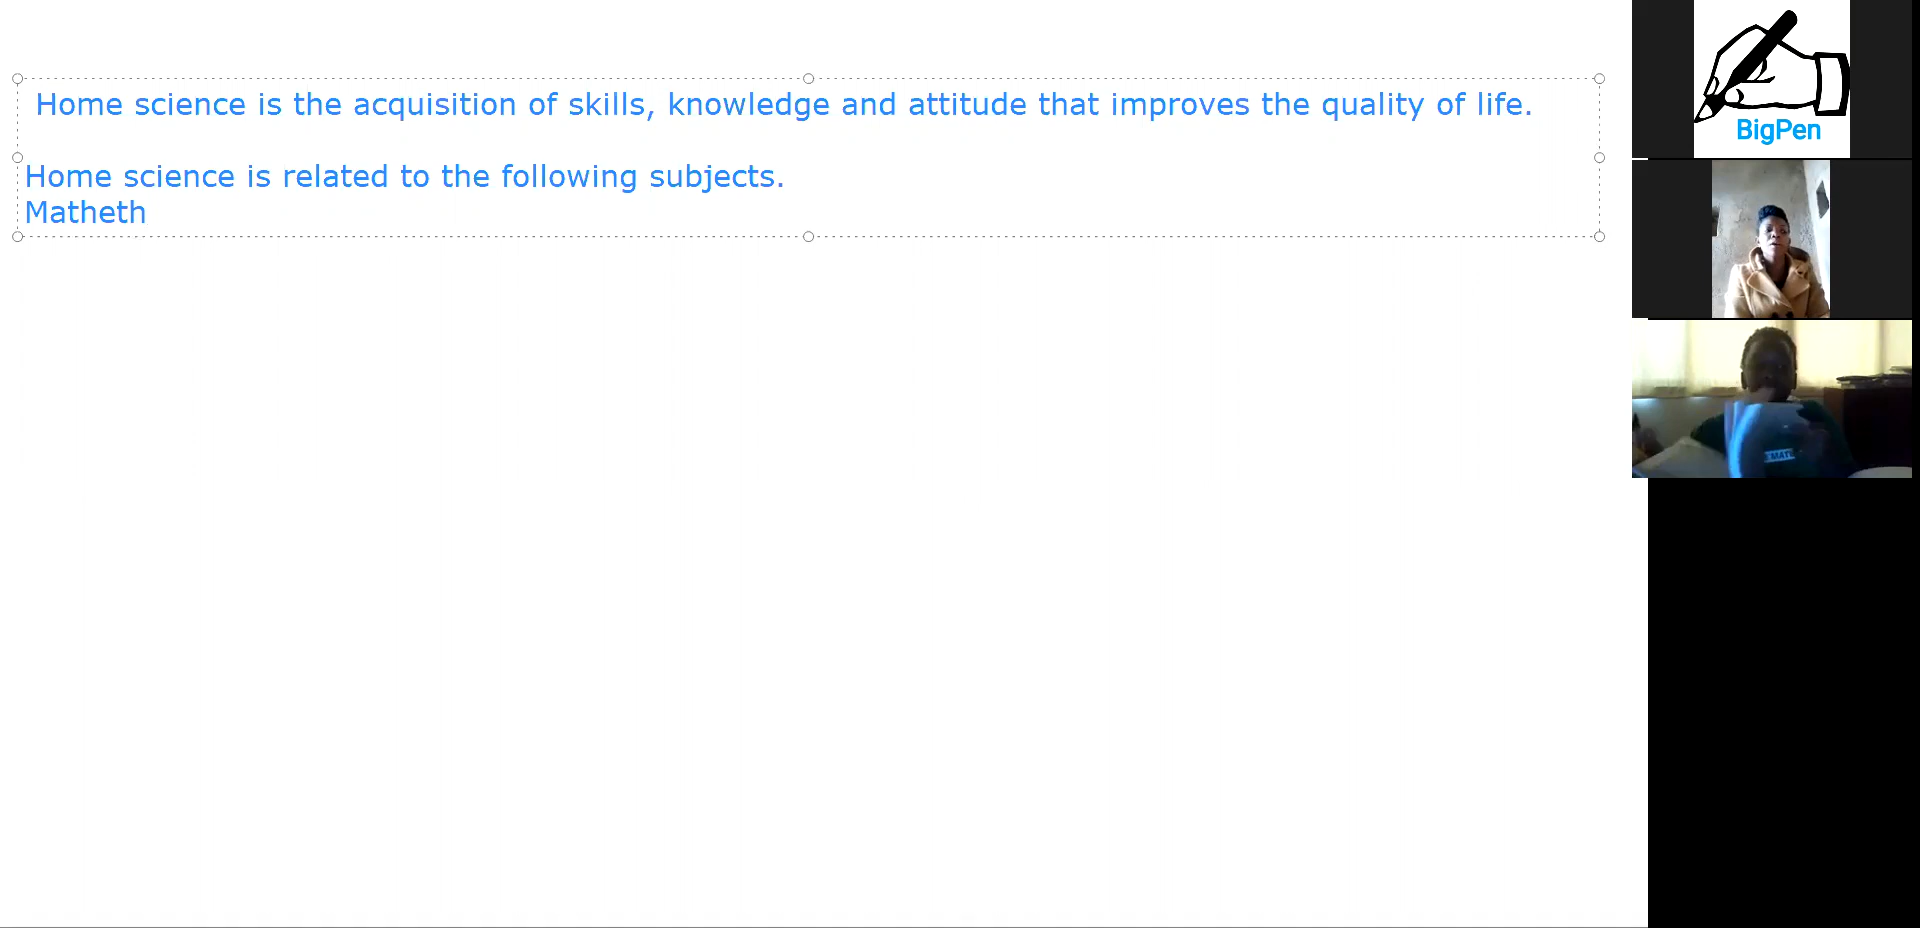 Home science is the acquisition of skills, knowledge and attitude that improves the quality of life.
Home science is related to the following subjects.
Matheth
BigPen